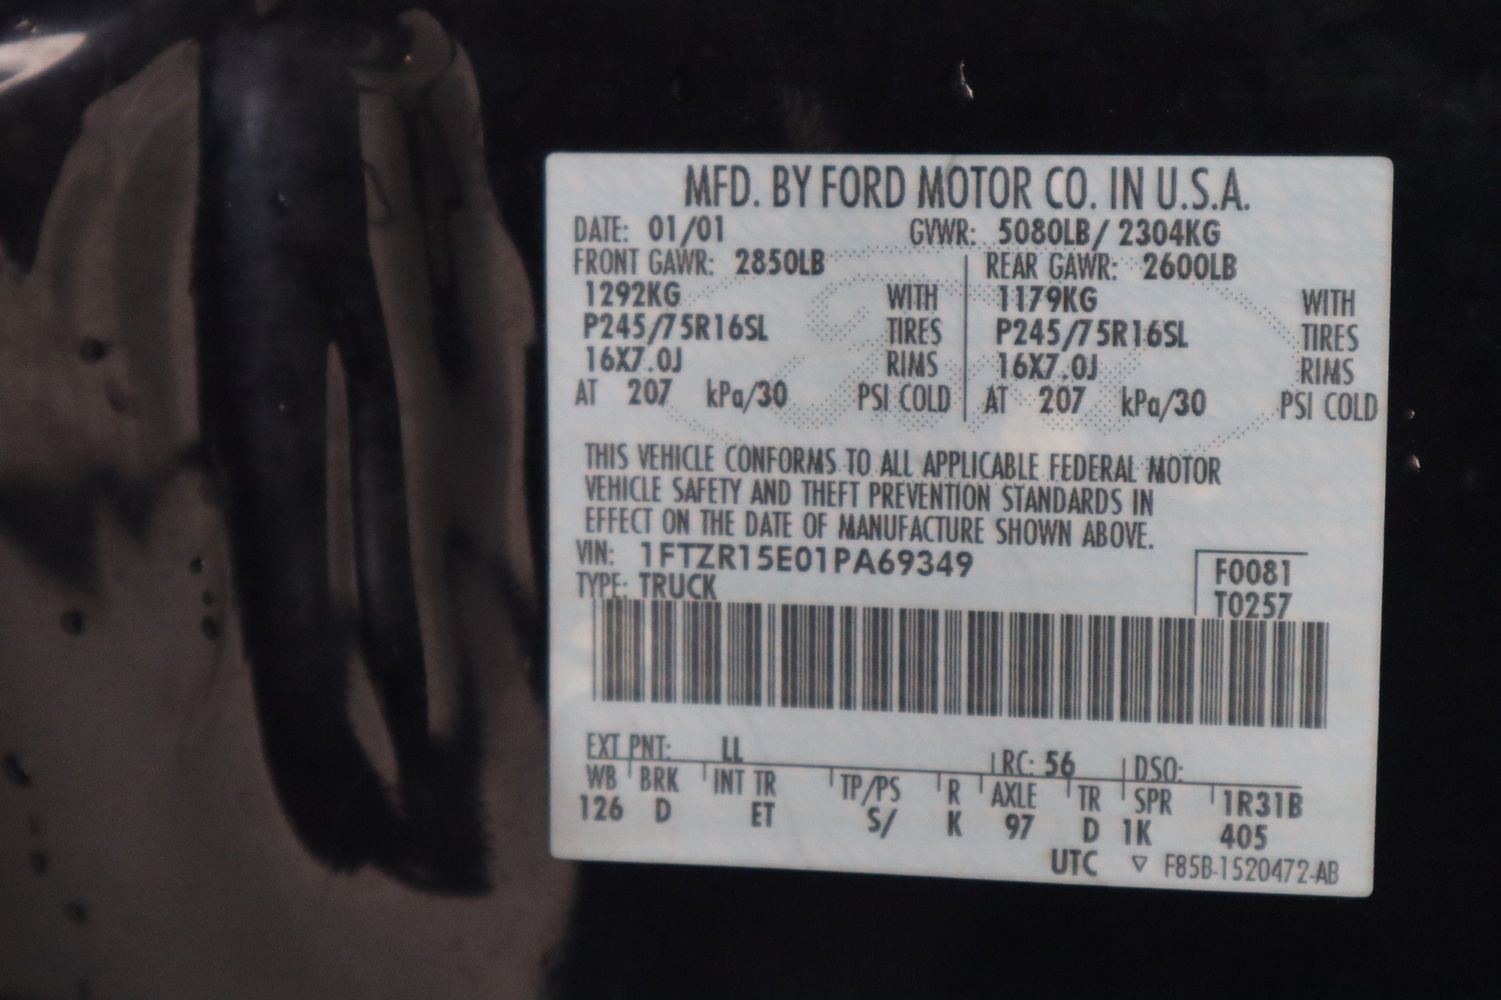 MFD. BY FORD MOTOR CO. IN U.S.A.
DATE: 01/01 GVWR: 5080LB/ 2304KG
FRONT GAWR: 2850LB REAR GAWR: 2600LB
1292KG WITH 1179KG WITH
P245/75R16SL TIRES P245/75R16SL TIRES
16X7.0J RIMS 16X7.0J RIMS
AT 207 kPa/30 PSI COLD AT 207 kPa/30 PSI COLD
THIS VEHICLE CONFORMS TO ALL APPLICABLE FEDERAL MOTOR
VEHICLE SAFETY AND THEFT PREVENTION STANDARDS IN
EFFECT ON THE DATE OF MANUFACTURE SHOWN ABOVE.
VIN: 1FTZR15E01PA69349 F0081
TYPE: TRUCK T0257
EXT PNT: LL RC: 56 DSO:
WB BRK INT TR TP/PS R AXLE TR SPR 1R31B
126 D ET S/ K 97 D 1K 405
UTC ▽ F85B-1520472-AB